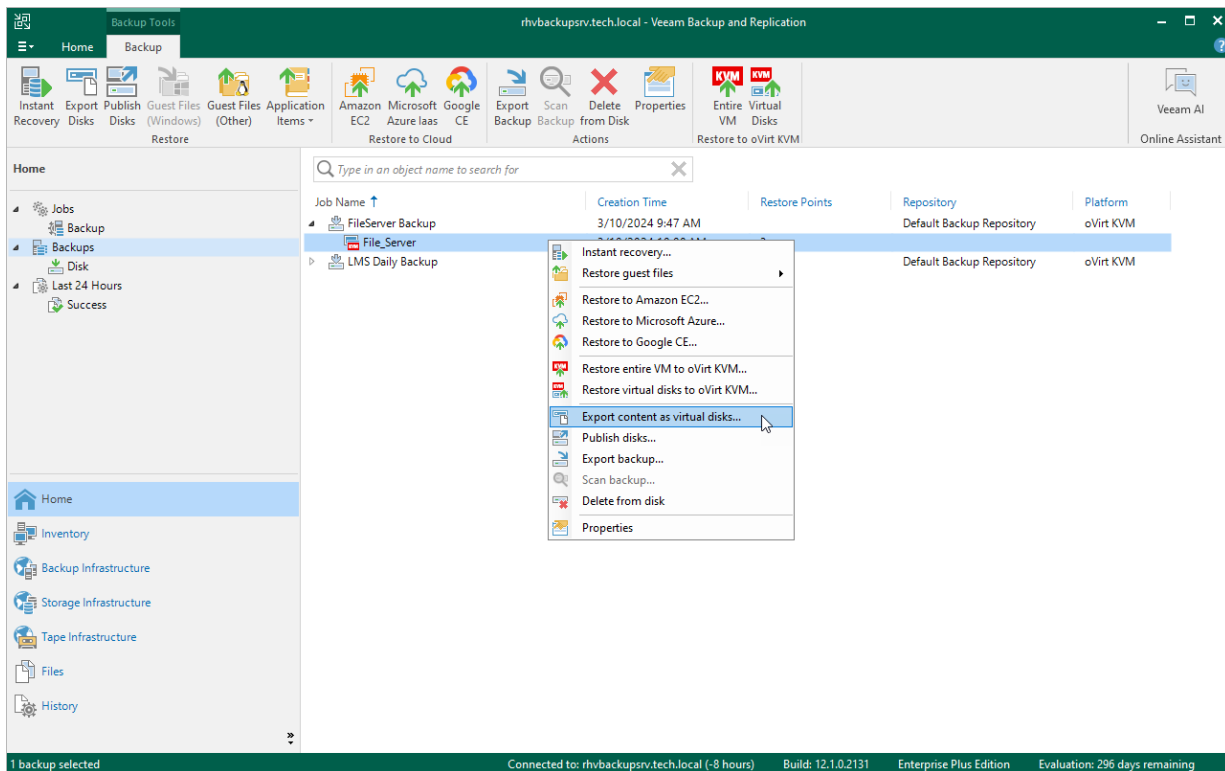 Backup Tools
rhvbackupsrv.tech.local - Veeam Backup and Replication
Home Backup
Instant Recovery
Export Disks
Publish Disks
Guest Files (Windows)
Guest Files (Other)
Application Items
Restore
Amazon EC2
Microsoft Azure Iaas
Google CE
Restore to Cloud
Export Backup
Scan Backup
Delete from Disk
Properties
Actions
KVM KVM
Entire VM
Virtual Disks
Restore to oVirt KVM
Veeam AI
Online Assistant
Home
Jobs
Backup
Backups
Disk
Last 24 Hours
Success
Type in an object name to search for
Job Name Creation Time Restore Points Repository Platform
FileServer Backup 3/10/2024 9:47 AM Default Backup Repository oVirt KVM
File_Server
LMS Daily Backup Default Backup Repository oVirt KVM
Instant recovery...
Restore guest files
Restore to Amazon EC2...
Restore to Microsoft Azure...
Restore to Google CE...
Restore entire VM to oVirt KVM...
Restore virtual disks to oVirt KVM...
Export content as virtual disks...
Publish disks...
Export backup...
Scan backup...
Delete from disk
Properties
Home
Inventory
Backup Infrastructure
Storage Infrastructure
Tape Infrastructure
Files
History
1 backup selected
Connected to: rhvbackupsrv.tech.local (-8 hours) Build: 12.1.0.2131 Enterprise Plus Edition Evaluation: 296 days remaining